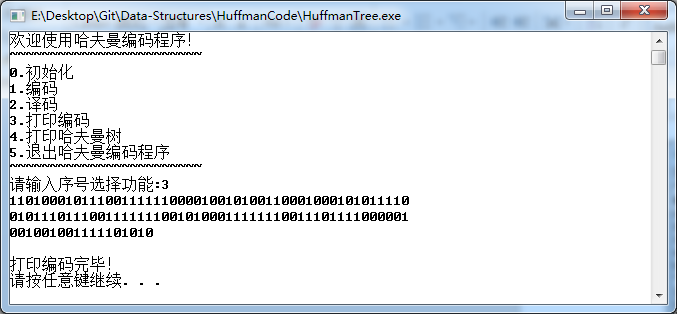 E:\Desktop\Git\Data-Structures\HuffmanCode\HuffmanTree.exe
欢迎使用哈夫曼编码程序!
~~~~~~~~~~~~~~~~~~~~~~~~
0.初始化
1.编码
2.译码
3.打印编码
4.打印哈夫曼树
5.退出哈夫曼编码程序
~~~~~~~~~~~~~~~~~~~~~~~~
请输入序号选择功能:3
11010001011100111111100001001010011000100010101110
01011101110011111110010100011111110011101111000001
001001001111101010
打印编码完毕!
请按任意键继续. . .